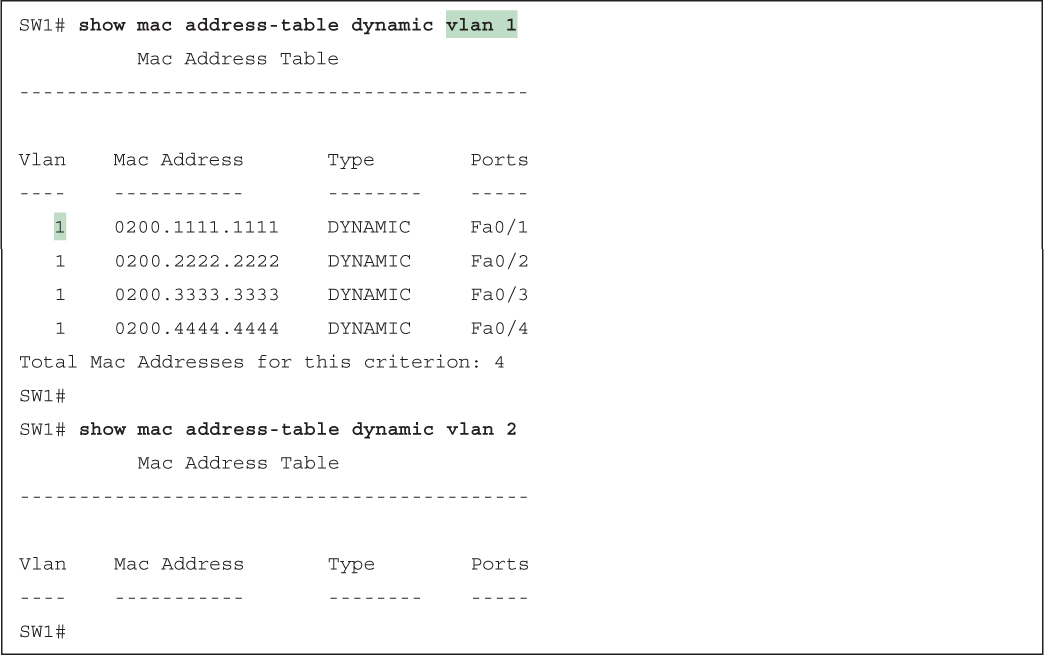 SW1# show mac address-table dynamic vlan 1
          Mac Address Table
-------------------------------------------

Vlan    Mac Address       Type        Ports
----    -----------       --------    -----
   1    0200.1111.1111    DYNAMIC     Fa0/1
   1    0200.2222.2222    DYNAMIC     Fa0/2
   1    0200.3333.3333    DYNAMIC     Fa0/3
   1    0200.4444.4444    DYNAMIC     Fa0/4
Total Mac Addresses for this criterion: 4
SW1#
SW1# show mac address-table dynamic vlan 2
          Mac Address Table
-------------------------------------------

Vlan    Mac Address       Type        Ports
----    -----------       --------    -----
SW1#